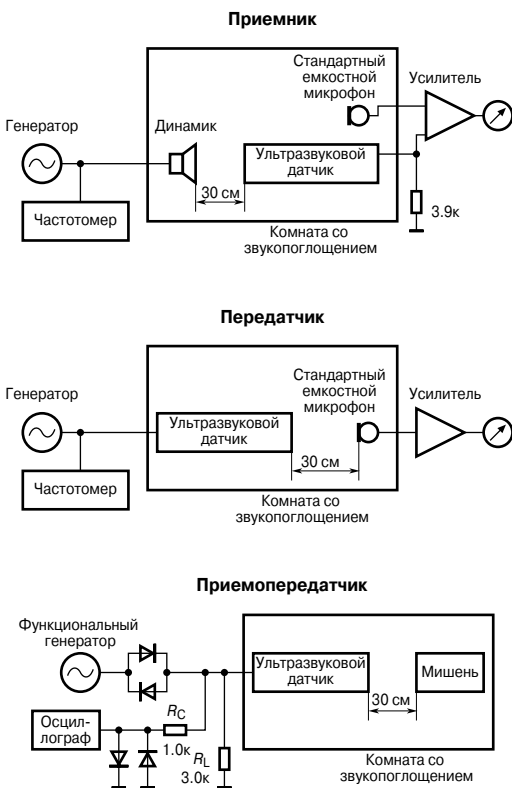 Приемник
Стандартный
емкостной
микрофон
Усилитель
Генератор
Динамик
Ультразвуковой
датчик
30 см
Частотомер
3.9к
Комната со
звукопоглощением
Передатчик
Стандартный
емкостной
микрофон
Генератор
Усилитель
Ультразвуковой
датчик
30 см
Частотомер
Комната со
звукопоглощением
Приемопередатчик
Функциональный
генератор
Ультразвуковой
датчик
Мишень
30 см
Осцил-
лограф
RC
1.0к
RL
3.0к
Комната со
звукопоглощением